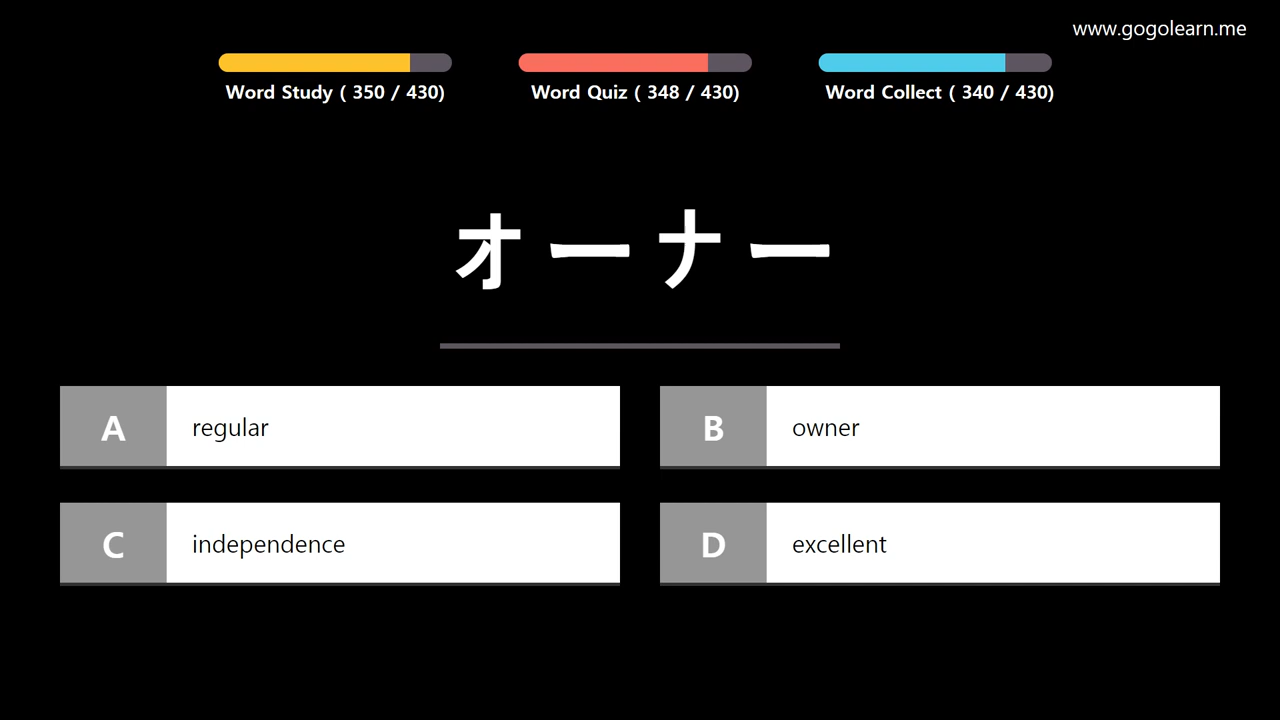 www.gogolearn.me
Word Study ( 350 / 430)
Word Quiz ( 348 / 430)
Word Collect ( 340 / 430)
オーナー
A regular
B owner
C independence
D excellent